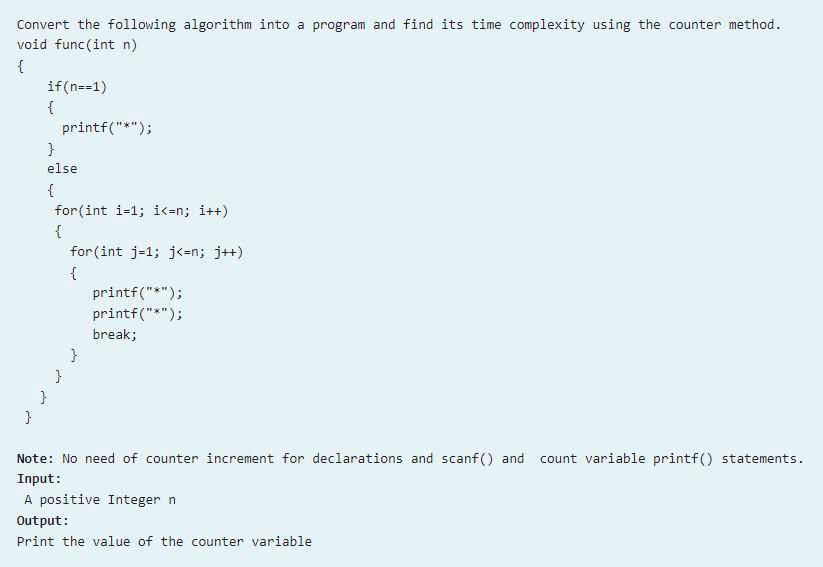 Convert the following algorithm into a program and find its time complexity using the counter method.
void func(int n)
{
    if(n==1)
    {
      printf("*");
    }
    else
    {
     for(int i=1; i<=n; i++)
     {
       for(int j=1; j<=n; j++)
       {
          printf("*");
          printf("*");
          break;
       }
     }
   }
 }
Note: No need of counter increment for declarations and scanf() and  count variable printf() statements.
Input:
 A positive Integer n
Output:
Print the value of the counter variable